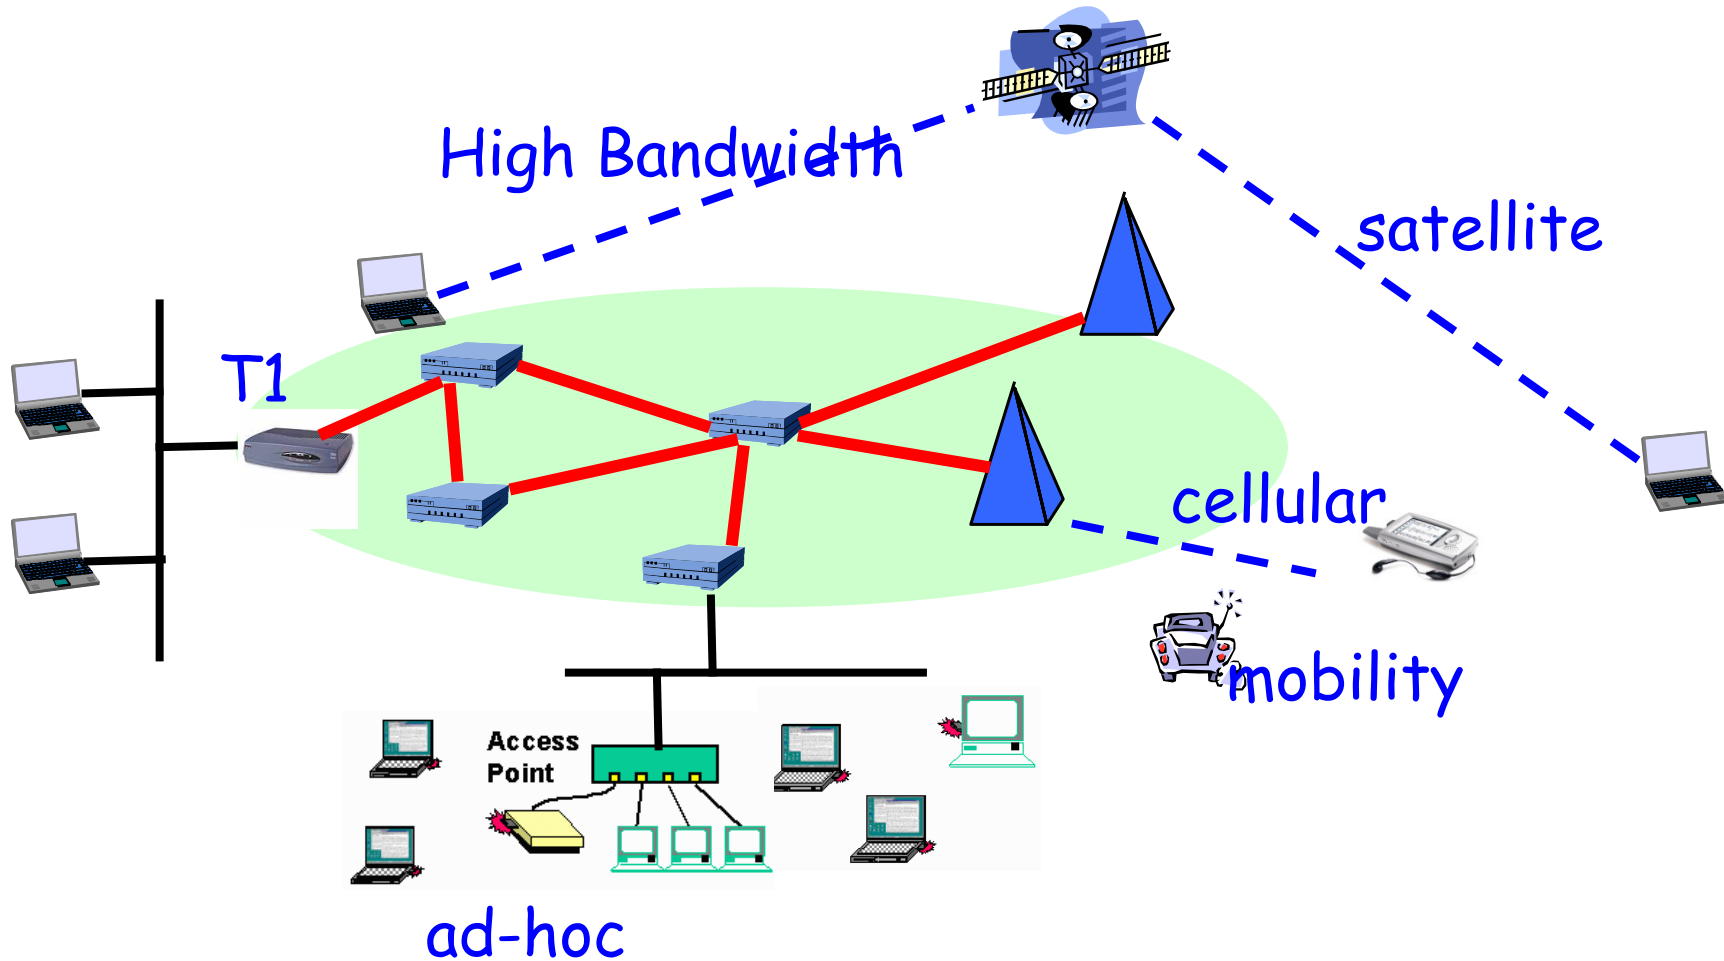 High Bandwidth
satellite
T1
cellular
mobility
Access
Point
ad-hoc